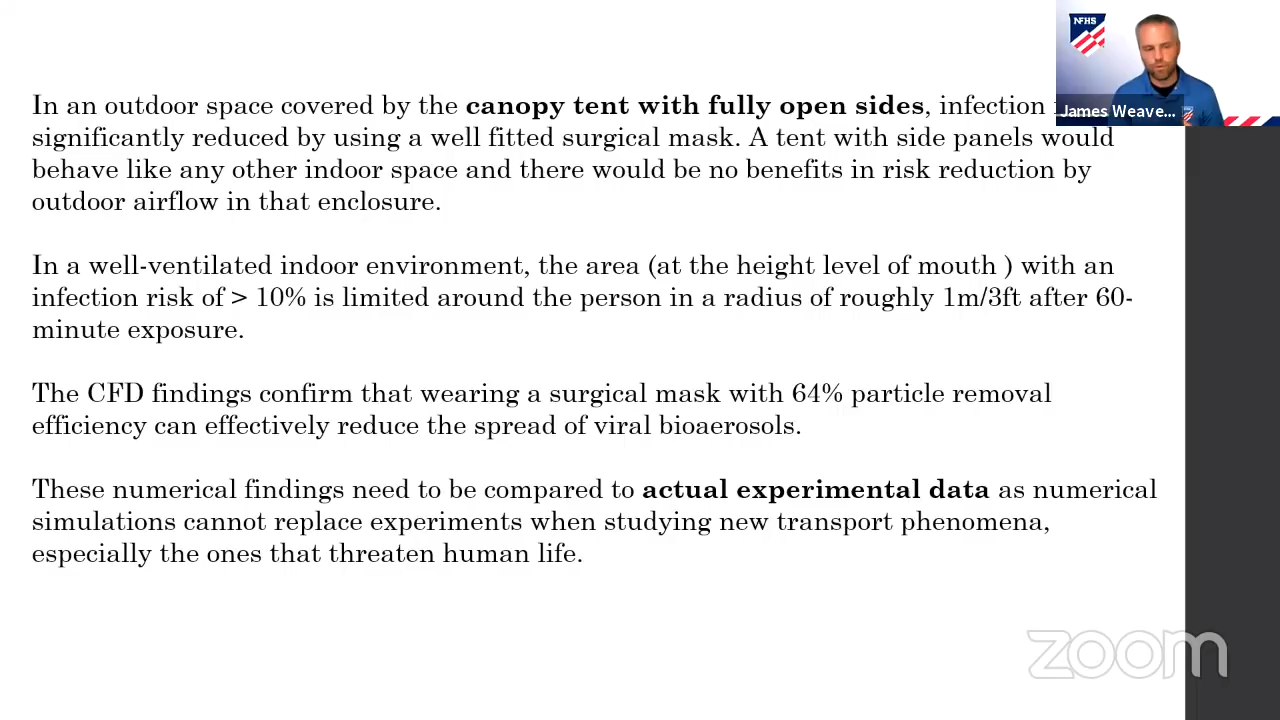 In an outdoor space covered by the canopy tent with fully open sides, infection
significantly reduced by using a well fitted surgical mask. A tent with side panels would
behave like any other indoor space and there would be no benefits in risk reduction by
outdoor airflow in that enclosure.
In a well-ventilated indoor environment, the area (at the height level of mouth ) with an
infection risk of > 10% is limited around the person in a radius of roughly 1m/3ft after 60-
minute exposure.
The CFD findings confirm that wearing a surgical mask with 64% particle removal
efficiency can effectively reduce the spread of viral bioaerosols.
These numerical findings need to be compared to actual experimental data as numerical
simulations cannot replace experiments when studying new transport phenomena,
especially the ones that threaten human life.
NFHS
James Weave...
zoom